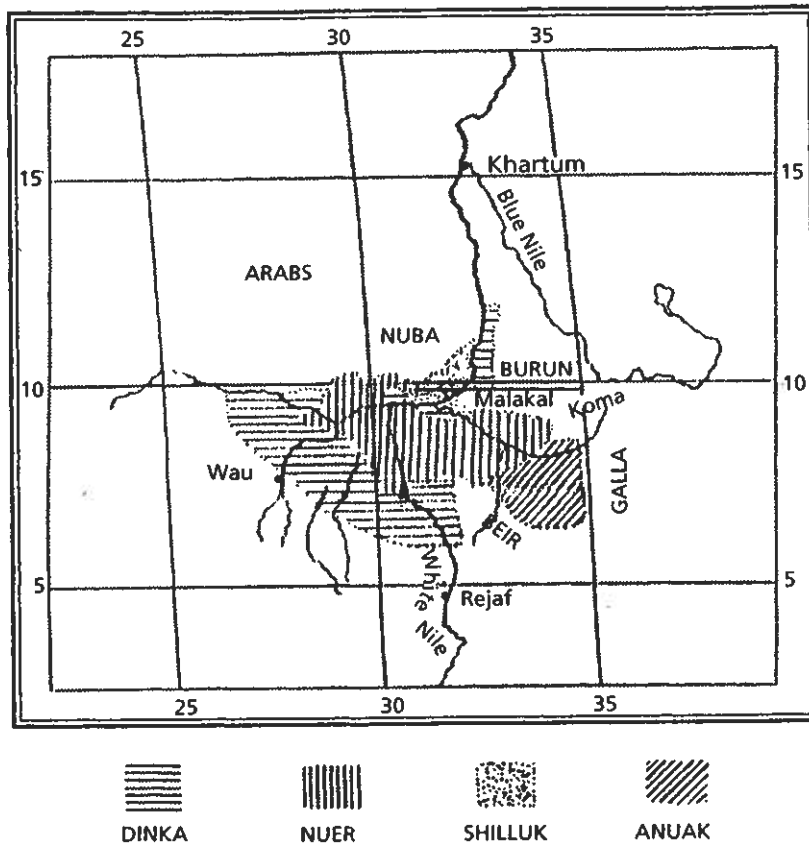 25 30 35
Khartum
15 15
Blue Nile
ARABS
NUBA
BURUN
10 10
Malakal
Koma
Wau
GALLA
BEIR
White Nile
5 5
Rejaf
25 30 35
DINKA NUER SHILLUK ANUAK